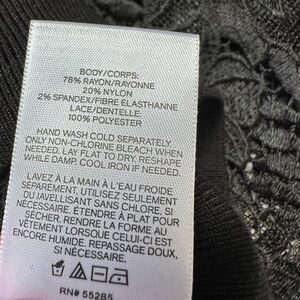 BODY/CORPS:
78% RAYON/RAYONNE
20% NYLON
2% SPANDEX/FIBRE ÉLASTHANNE
LACE/DENTELLE:
100% POLYESTER
HAND WASH COLD SEPARATELY
ONLY NON-CHLORINE BLEACH WHEN
NEEDED. LAY FLAT TO DRY. RESHAPE
WHILE DAMP. COOL IRON IF NEEDED.
LAVEZ À LA MAIN À L'EAU FROIDE
SÉPARÉMENT. UTILIZEZ SEULEMENT
DU JAVELLISANT SANS CHLORE, SI
NÉCESSAIRE. ÉTENDRE À PLAT POUR
SÉCHER. RENDRE LA FORME AU
VÊTEMENT LORSQUE CELUI-CI EST
ENCORE HUMIDE. REPASSAGE DOUX,
SI NÉCESSAIRE.
RN# 55285